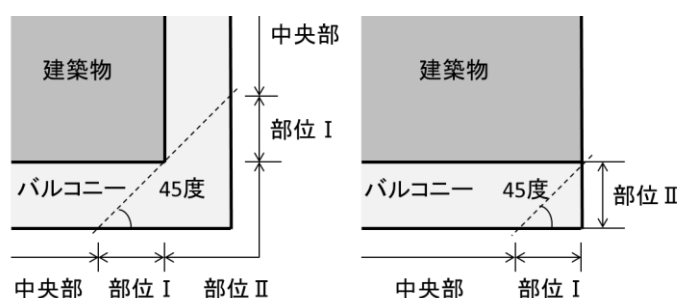 中央部
建築物
部位Ⅰ
バルコニー 45度
中央部 部位Ⅰ 部位Ⅱ
建築物
バルコニー 45度
部位Ⅱ
中央部 部位Ⅰ